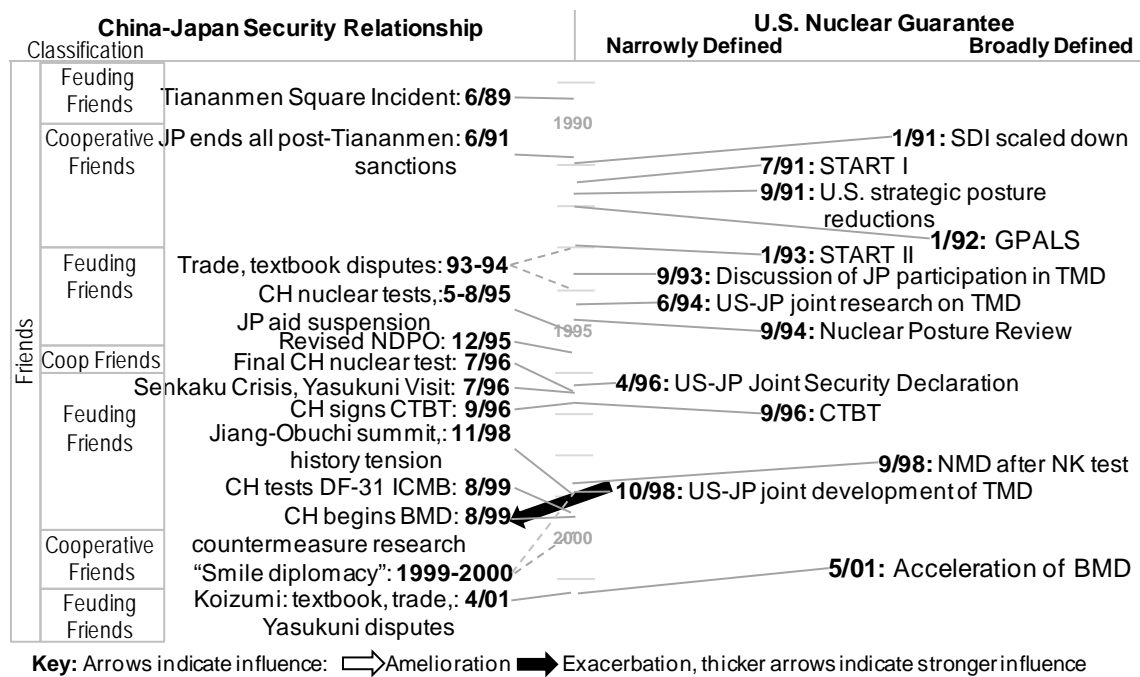 China-Japan Security Relationship
U.S. Nuclear Guarantee
Narrowly Defined
Broadly Defined
Classification
Friends
Feuding
Friends
Tiananmen Square Incident: 6/89
1990
Cooperative
Friends
JP ends all post-Tiananmen: 6/91
sanctions
1/91: SDI scaled down
7/91: START I
9/91: U.S. strategic posture
reductions
1/92: GPALS
1/93: START II
Feuding
Friends
Trade, textbook disputes: 93-94
9/93: Discussion of JP participation in TMD
CH nuclear tests,:5-8/95
JP aid suspension
6/94: US-JP joint research on TMD
1995
9/94: Nuclear Posture Review
Revised NDPO: 12/95
Coop Friends
Final CH nuclear test: 7/96
Senkaku Crisis, Yasukuni Visit: 7/96
4/96: US-JP Joint Security Declaration
CH signs CTBT: 9/96
9/96: CTBT
Feuding
Friends
Jiang-Obuchi summit,: 11/98
history tension
9/98: NMD after NK test
CH tests DF-31 ICMB: 8/99
10/98: US-JP joint development of TMD
CH begins BMD: 8/99
countermeasure research
2000
Cooperative
Friends
“Smile diplomacy”: 1999-2000
5/01: Acceleration of BMD
Feuding
Friends
Koizumi: textbook, trade,: 4/01
Yasukuni disputes
Key: Arrows indicate influence: Amelioration Exacerbation, thicker arrows indicate stronger influence